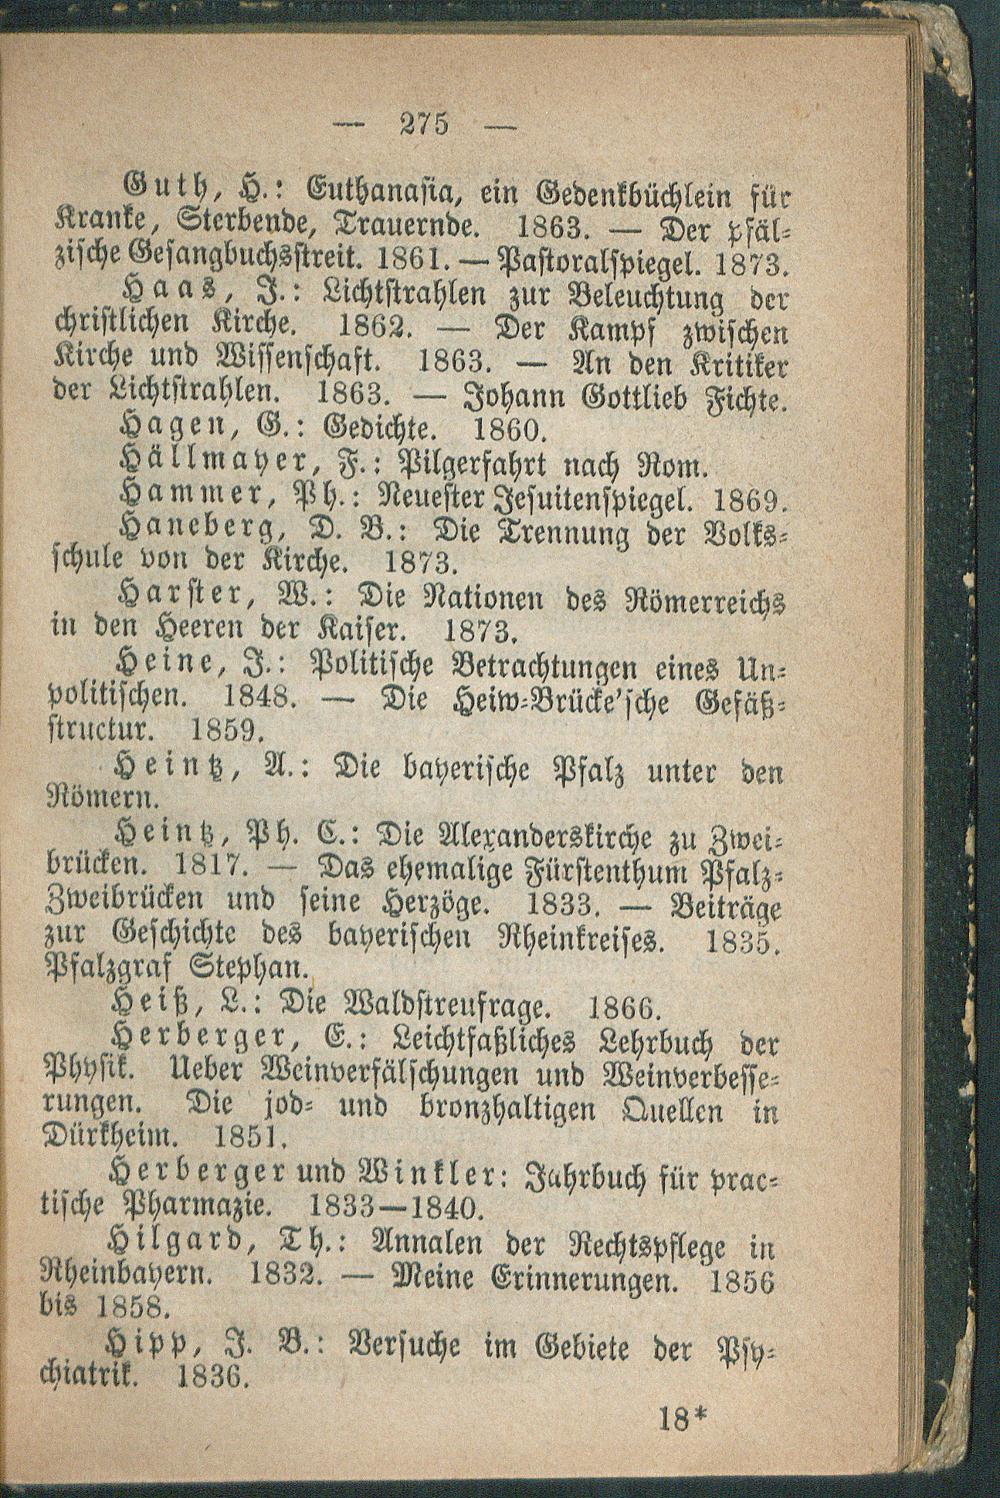 — 275 —
Guth, H.: Euthanasia, ein Gedenkbüchlein für
Kranke, Sterbende, Trauernde. 1863. — Der pfäl-
zische Gesangbuchsstreit. 1861. — Pastoralspiegel. 1873.
Haas, J.: Lichtstrahlen zur Beleuchtung der
christlichen Kirche. 1862. — Der Kampf zwischen
Kirche und Wissenschaft. 1863. — An den Kritiker
der Lichtstrahlen. 1863. — Johann Gottlieb Fichte.
Hagen, G.: Gedichte. 1860.
Hällmayer, F.: Pilgerfahrt nach Rom.
Hammer, Ph.: Neuester Jesuitenspiegel. 1869.
Haneberg, D. B.: Die Trennung der Volks-
schule von der Kirche. 1873.
Harster, W.: Die Nationen des Römerreichs
in den Heeren der Kaiser. 1873.
Heine, J.: Politische Betrachtungen eines Un-
politischen. 1848. — Die Heiw-Brücke'sche Gefäß-
structur. 1859.
Heintz, A.: Die bayerische Pfalz unter den
Römern.
Heintz, Ph. C.: Die Alexanderskirche zu Zwei-
brücken. 1817. — Das ehemalige Fürstenthum Pfalz-
Zweibrücken und seine Herzöge. 1833. — Beiträge
zur Geschichte des bayerischen Rheinkreises. 1835.
Pfalzgraf Stephan.
Heiß, L.: Die Waldstreufrage. 1866.
Herberger, E.: Leichtfaßliches Lehrbuch der
Physik. Ueber Weinverfälschungen und Weinverbesse-
rungen. Die jod- und bronzhaltigen Quellen in
Dürkheim. 1851.
Herberger und Winkler: Jahrbuch für prac-
tische Pharmazie. 1833—1840.
Hilgard, Th.: Annalen der Rechtspflege in
Rheinbayern. 1832. — Meine Erinnerungen. 1856
bis 1858.
Hipp, J. B.: Versuche im Gebiete der Psy-
chiatrik. 1836.
18*